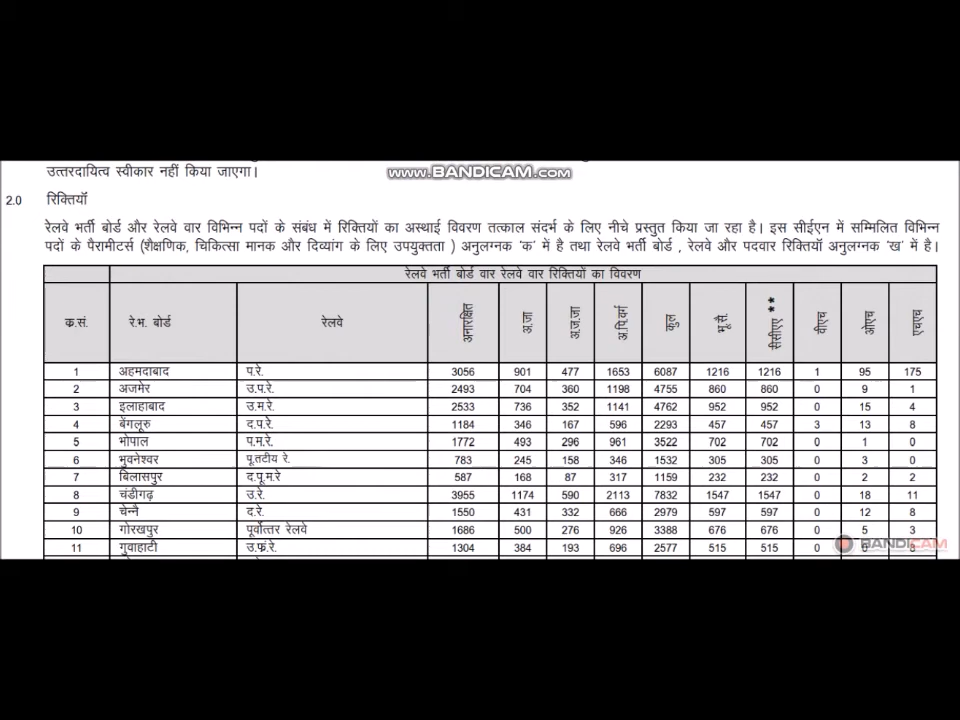 उत्तरदायित्व स्वीकार नहीं किया जाएगा।
www.BANDICAM.com
2.0 रिक्तियॉं
रेलवे भर्ती बोर्ड और रेलवे वार विभिन्न पदों के संबंध में रिक्तियों का अस्थाई विवरण तत्काल संदर्भ के लिए नीचे प्रस्तुत किया जा रहा है। इस सीईएन में सम्मिलित विभिन्न
पदों के पैरामीटर्स (शैक्षणिक, चिकित्सा मानक और दिव्यांग के लिए उपयुक्तता ) अनुलग्नक 'क' में है तथा रेलवे भर्ती बोर्ड , रेलवे और पदवार रिक्तियॉ अनुलग्नक 'ख' में है।
रेलवे भर्ती बोर्ड वार रेलवे वार रिक्तियों का विवरण
क्र.सं. रे.भ. बोर्ड रेलवे अनारक्षित अ.जा अ.ज.जा अ.पि.वर्ग कुल भू.सै. सीसीएए ** वीएच ओएच एचएच
1 अहमदाबाद प.रे. 3056 901 477 1653 6087 1216 1216 1 95 175
2 अजमेर उ.प.रे. 2493 704 360 1198 4755 860 860 0 9 1
3 इलाहाबाद उ.म.रे. 2533 736 352 1141 4762 952 952 0 15 4
4 बेंगलूरु द.प.रे. 1184 346 167 596 2293 457 457 3 13 8
5 भोपाल प.म.रे. 1772 493 296 961 3522 702 702 0 1 0
6 भुवनेश्वर पू.तटीय रे. 783 245 158 346 1532 305 305 0 3 0
7 बिलासपुर द.पू.म.रे 587 168 87 317 1159 232 232 0 2 2
8 चंडीगढ़ उ.रे. 3955 1174 590 2113 7832 1547 1547 0 18 11
9 चेन्नै द.रे. 1550 431 332 666 2979 597 597 0 12 8
10 गोरखपुर पूर्वोत्तर रेलवे 1686 500 276 926 3388 676 676 0 5 3
11 गुवाहाटी उ.फ.रे. 1304 384 193 696 2577 515 515 0
BANDICAM